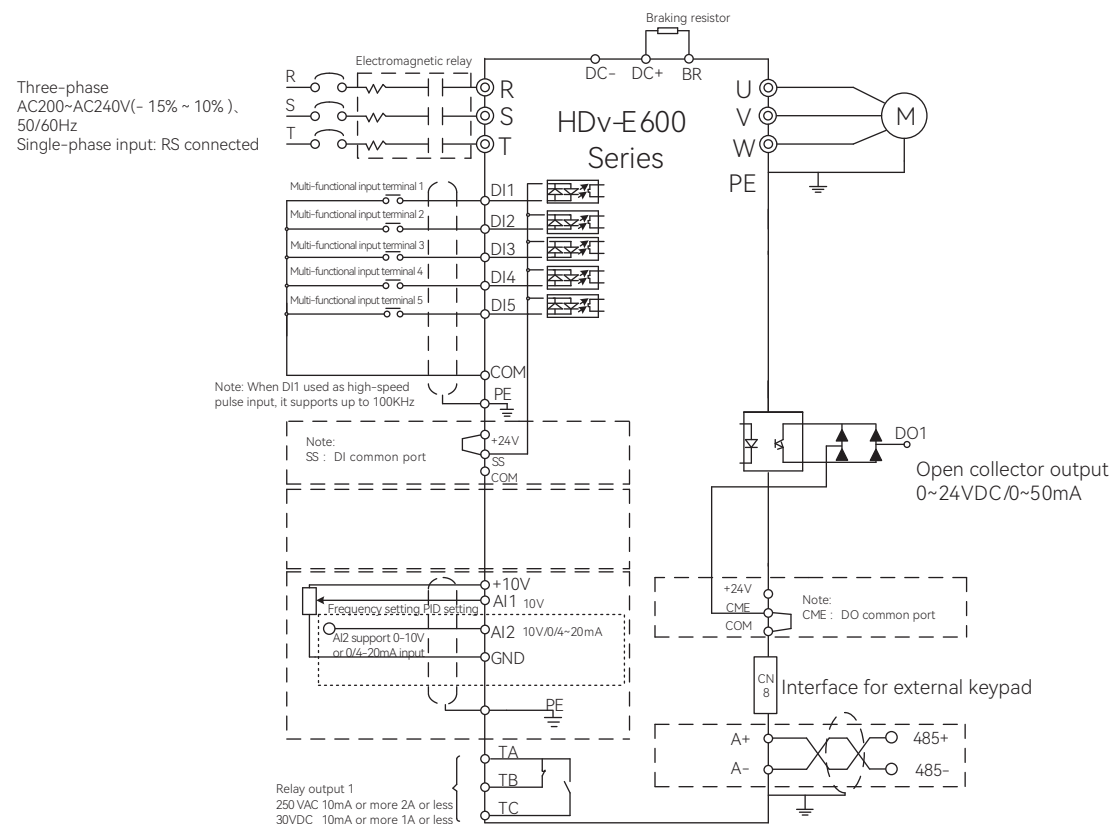 Braking resistor
Electromagnetic relay
DC- DC+ BR
Three-phase
AC200~AC240V(- 15% ~ 10% )、
50/60Hz
Single-phase input: RS connected
R
S
T
R
S
T
HDv-E600
Series
U
V
W
PE
M
Multi-functional input terminal 1
DI1
Multi-functional input terminal 2
DI2
Multi-functional input terminal 3
DI3
Multi-functional input terminal 4
DI4
Multi-functional input terminal 5
DI5
COM
Note: When DI1 used as high-speed
pulse input, it supports up to 100KHz
PE
Note:
SS : DI common port
+24V
SS
COM
DO1
Open collector output
0~24VDC/0~50mA
+10V
AI1 10V
Frequency setting PID setting
AI2 10V/0/4~20mA
AI2 support 0-10V
or 0/4-20mA input
GND
PE
+24V
CME
COM
Note:
CME : DO common port
CN
8
Interface for external keypad
A+
485+
A-
485-
TA
TB
TC
Relay output 1
250 VAC 10mA or more 2A or less
30VDC 10mA or more 1A or less